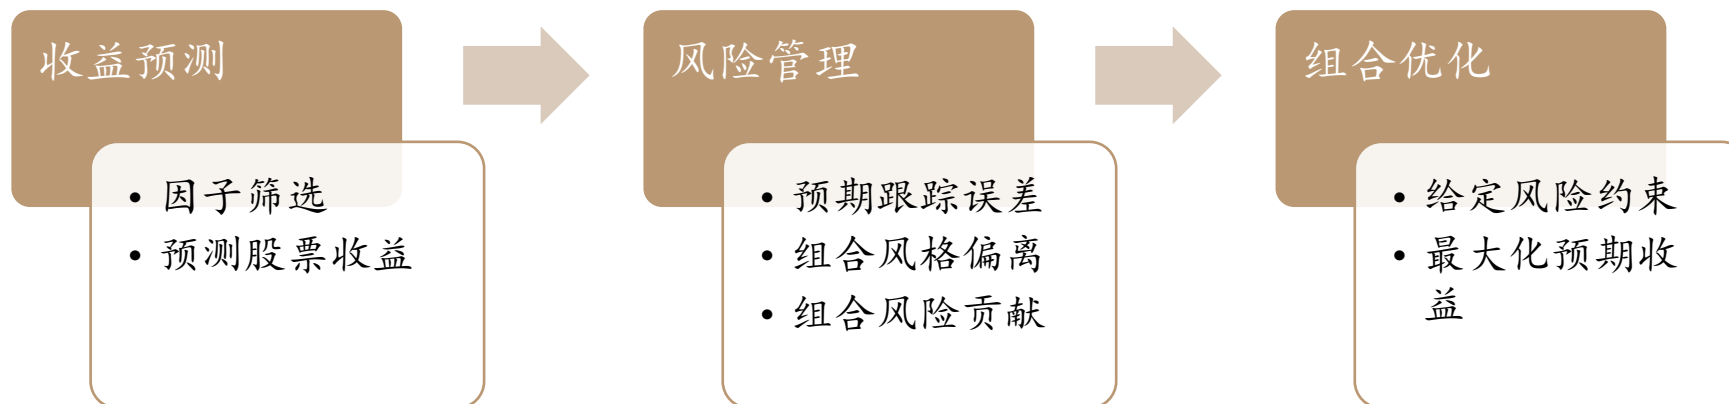 收益预测
• 因子筛选
• 预测股票收益
风险管理
• 预期跟踪误差
• 组合风格偏离
• 组合风险贡献
组合优化
• 给定风险约束
• 最大化预期收
益